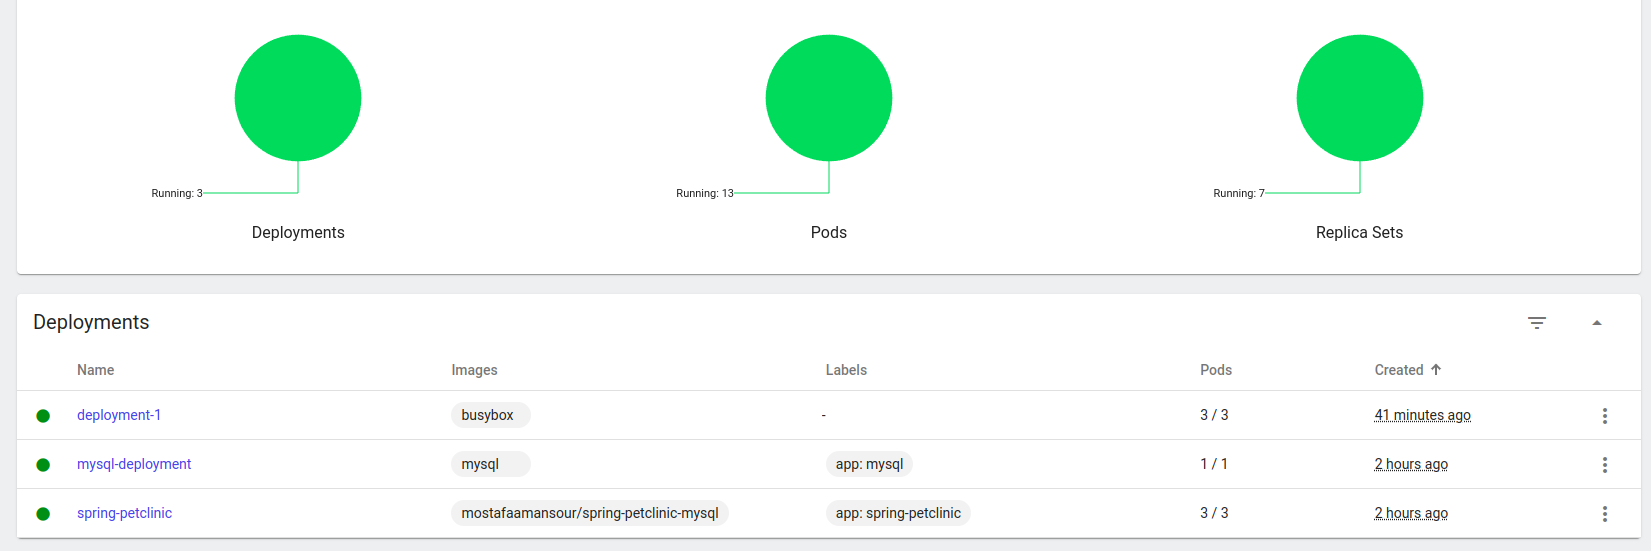 Running: 3
Running: 13
Running: 7
Deployments
Pods
Replica Sets
Deployments
Name Images Labels Pods Created
deployment-1 busybox - 3 / 3 41 minutes ago
mysql-deployment mysql app: mysql 1 / 1 2 hours ago
spring-petclinic mostafaamansour/spring-petclinic-mysql app: spring-petclinic 3 / 3 2 hours ago